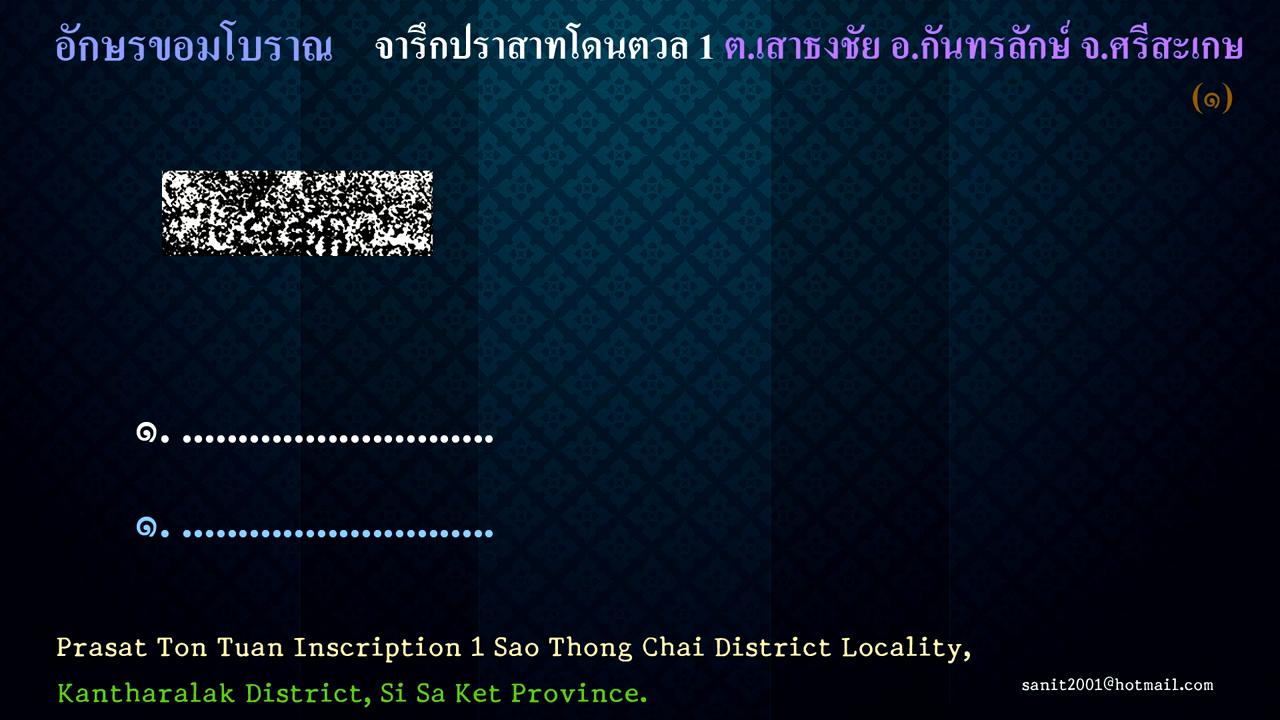 อักษรขอมโบราณ จารึกปราสาทโดนตวล 1 ต.เสาธงชัย อ.กันทรลักษ์ จ.ศรีสะเกษ
(๑)
๑. ............................
๑. ............................
Prasat Ton Tuan Inscription 1 Sao Thong Chai District Locality,
Kantharalak District, Si Sa Ket Province.
sanit2001@hotmail.com